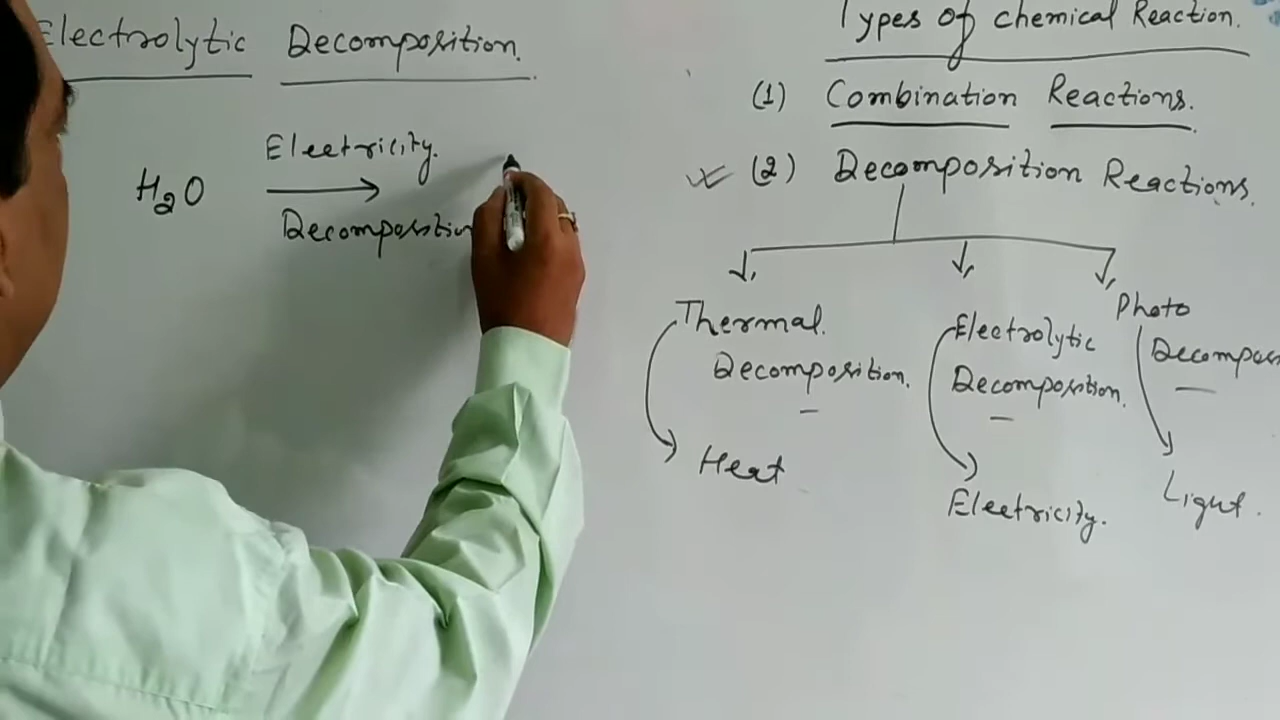 Electrolytic Decomposition.
Electricity.
H2O
Decomposition
Types of chemical Reaction.
(1) Combination Reactions.
(2) Decomposition Reactions.
Thermal.
Decomposition.
Heat
Electrolytic
Decomposition.
Electricity.
Photo
Light.